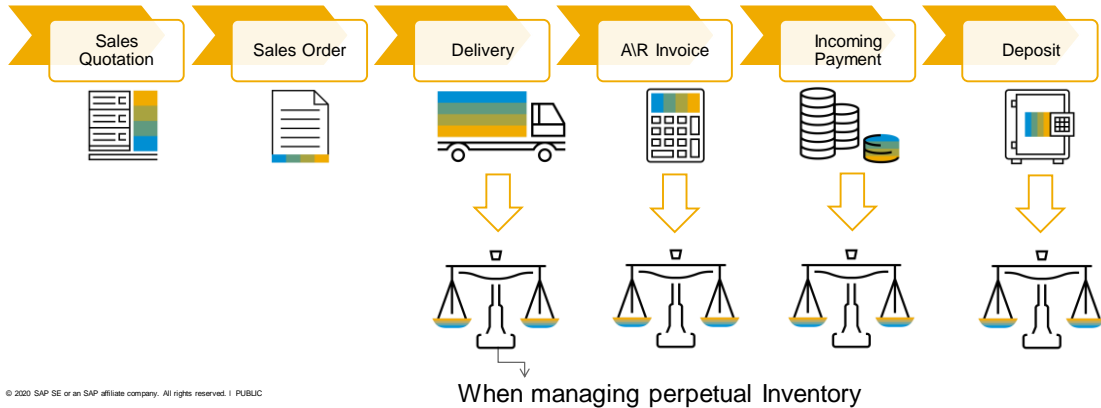 Sales
Quotation
Sales Order
Delivery
A\R Invoice
Incoming
Payment
Deposit
When managing perpetual Inventory
© 2020 SAP SE or an SAP affiliate company. All rights reserved. ǀ PUBLIC